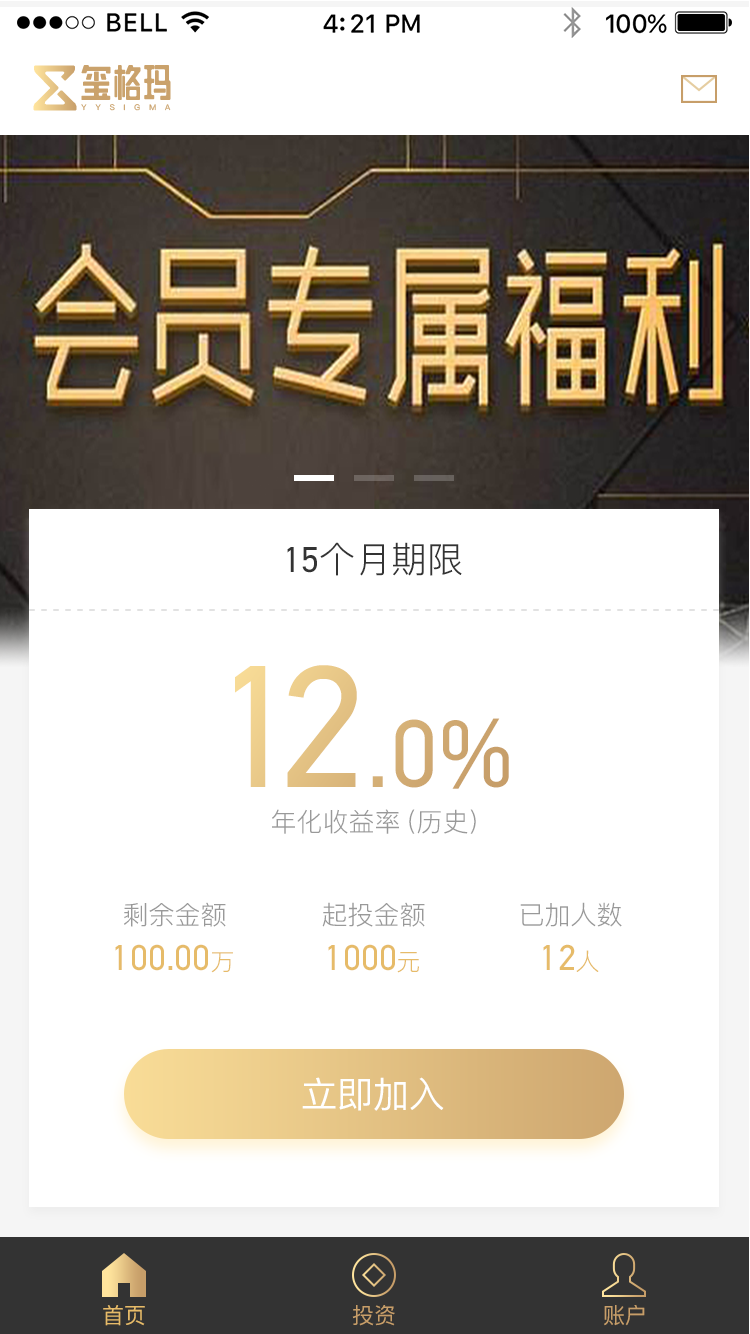 BELL 4:21 PM 100%
玺格玛
YYSIGMA
会员专属福利
15个月期限
12.0%
年化收益率 (历史)
剩余金额 起投金额 已加人数
100.00万 1000元 12人
立即加入
首页 投资 账户